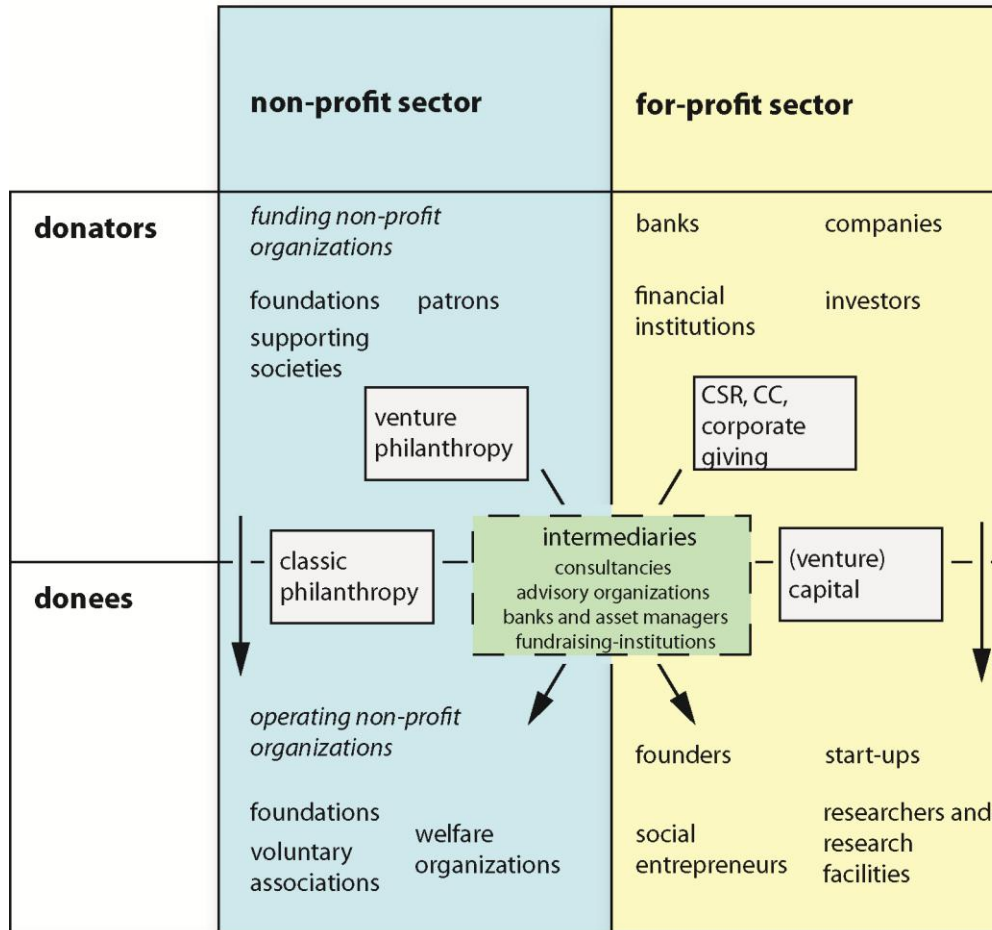 non-profit sector
for-profit sector
donators
funding non-profit
organizations
foundations
patrons
supporting
societies
banks
companies
financial
institutions
investors
venture
philanthropy
CSR, CC,
corporate
giving
classic
philanthropy
intermediaries
consultancies
advisory organizations
banks and asset managers
fundraising-institutions
(venture)
capital
donees
operating non-profit
organizations
foundations
voluntary
associations
welfare
organizations
founders
start-ups
social
entrepreneurs
researchers and
research
facilities